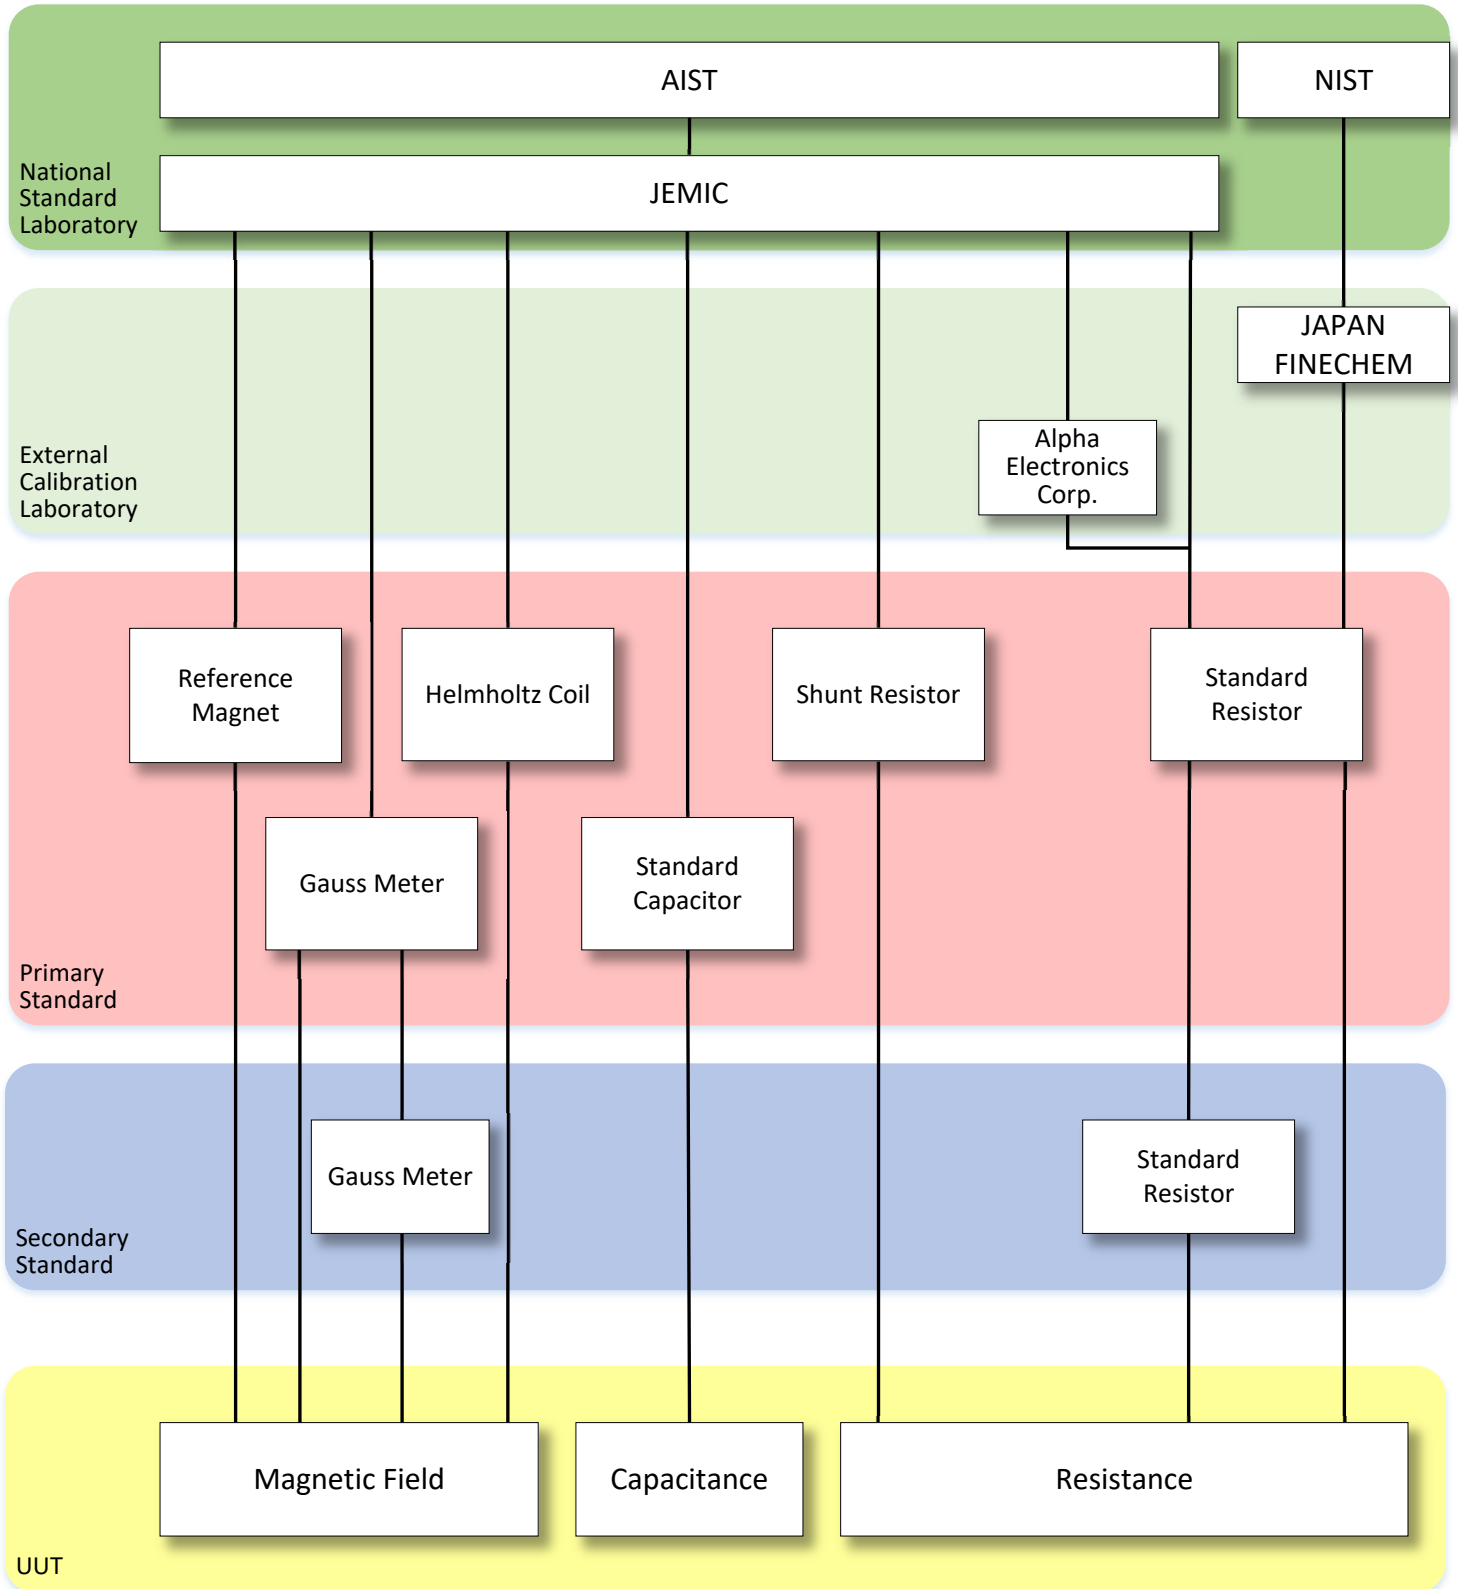 AIST
NIST
National
Standard
Laboratory
JEMIC
JAPAN
FINECHEM
External
Calibration
Laboratory
Alpha
Electronics
Corp.
Reference
Magnet
Helmholtz Coil
Shunt Resistor
Standard
Resistor
Gauss Meter
Standard
Capacitor
Primary
Standard
Gauss Meter
Standard
Resistor
Secondary
Standard
Magnetic Field
Capacitance
Resistance
UUT